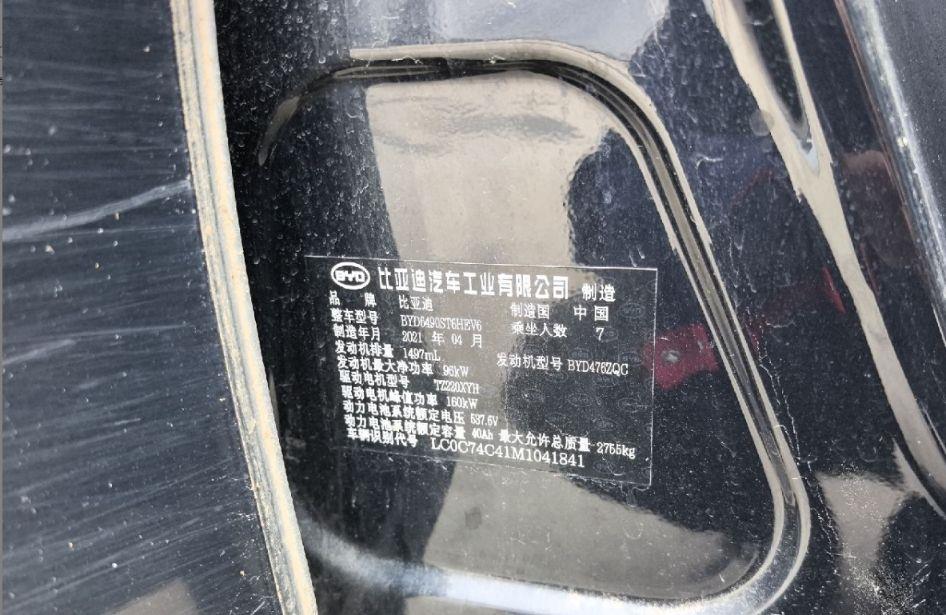 BYD 比亚迪汽车工业有限公司 制造
品牌 比亚迪 制造国 中国
整车型号 BYD6490ST6HEV6 乘坐人数 7
制造年月 2021 年 04 月
发动机排量 1497mL 发动机型号 BYD476ZQC
发动机最大净功率 96kW
驱动电机型号 TZ220XYH
驱动电机峰值功率 160kW
动力电池系统额定电压 537.6V
动力电池系统额定容量 40Ah 最大允许总质量 2755kg
车辆识别代号 LC0C74C41M1041841